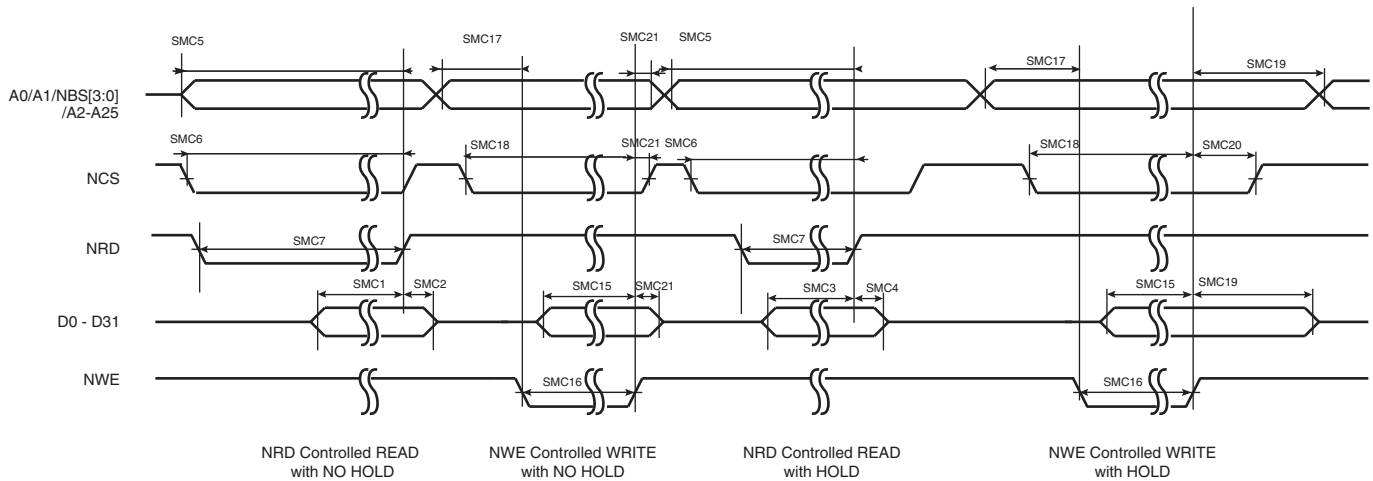 SMC5
SMC17
SMC21
SMC5
SMC17
SMC19
A0/A1/NBS[3:0]
/A2-A25
SMC6
SMC18
SMC21
SMC6
SMC18
SMC20
NCS
SMC7
SMC7
NRD
SMC1
SMC2
SMC15
SMC21
SMC3
SMC4
SMC15
SMC19
D0 - D31
NWE
SMC16
SMC16
NRD Controlled READ
with NO HOLD
NWE Controlled WRITE
with NO HOLD
NRD Controlled READ
with HOLD
NWE Controlled WRITE
with HOLD